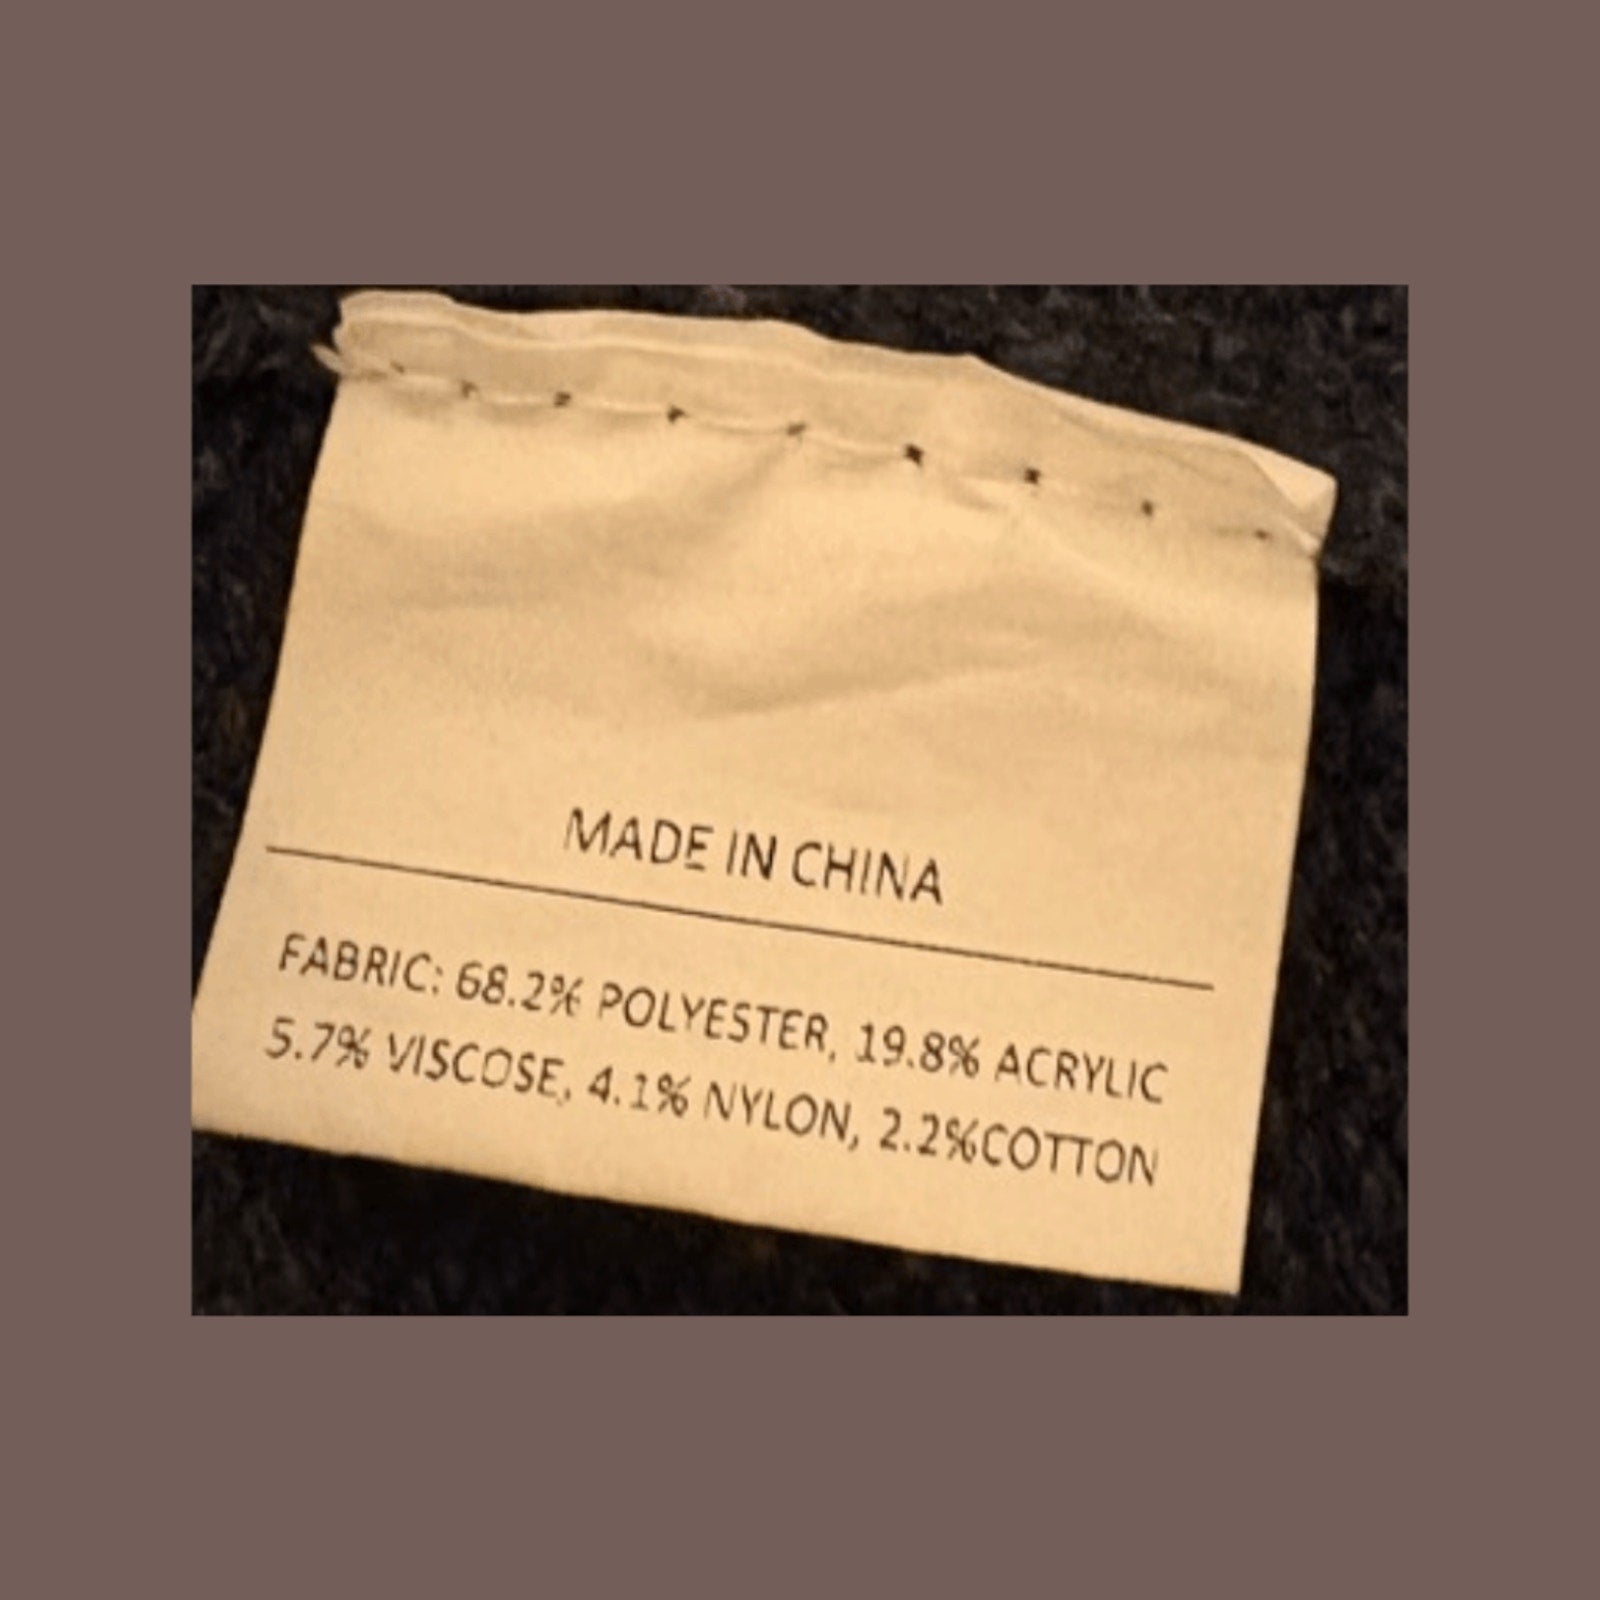 MADE IN CHINA
FABRIC: 68.2% POLYESTER, 19.8% ACRYLIC
5.7% VISCOSE, 4.1% NYLON, 2.2%COTTON